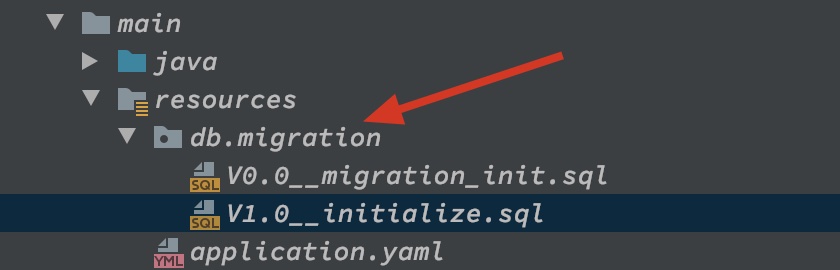 main
java
resources
db.migration
SQL V0.0__migration_init.sql
SQL V1.0__initialize.sql
YML application.yaml